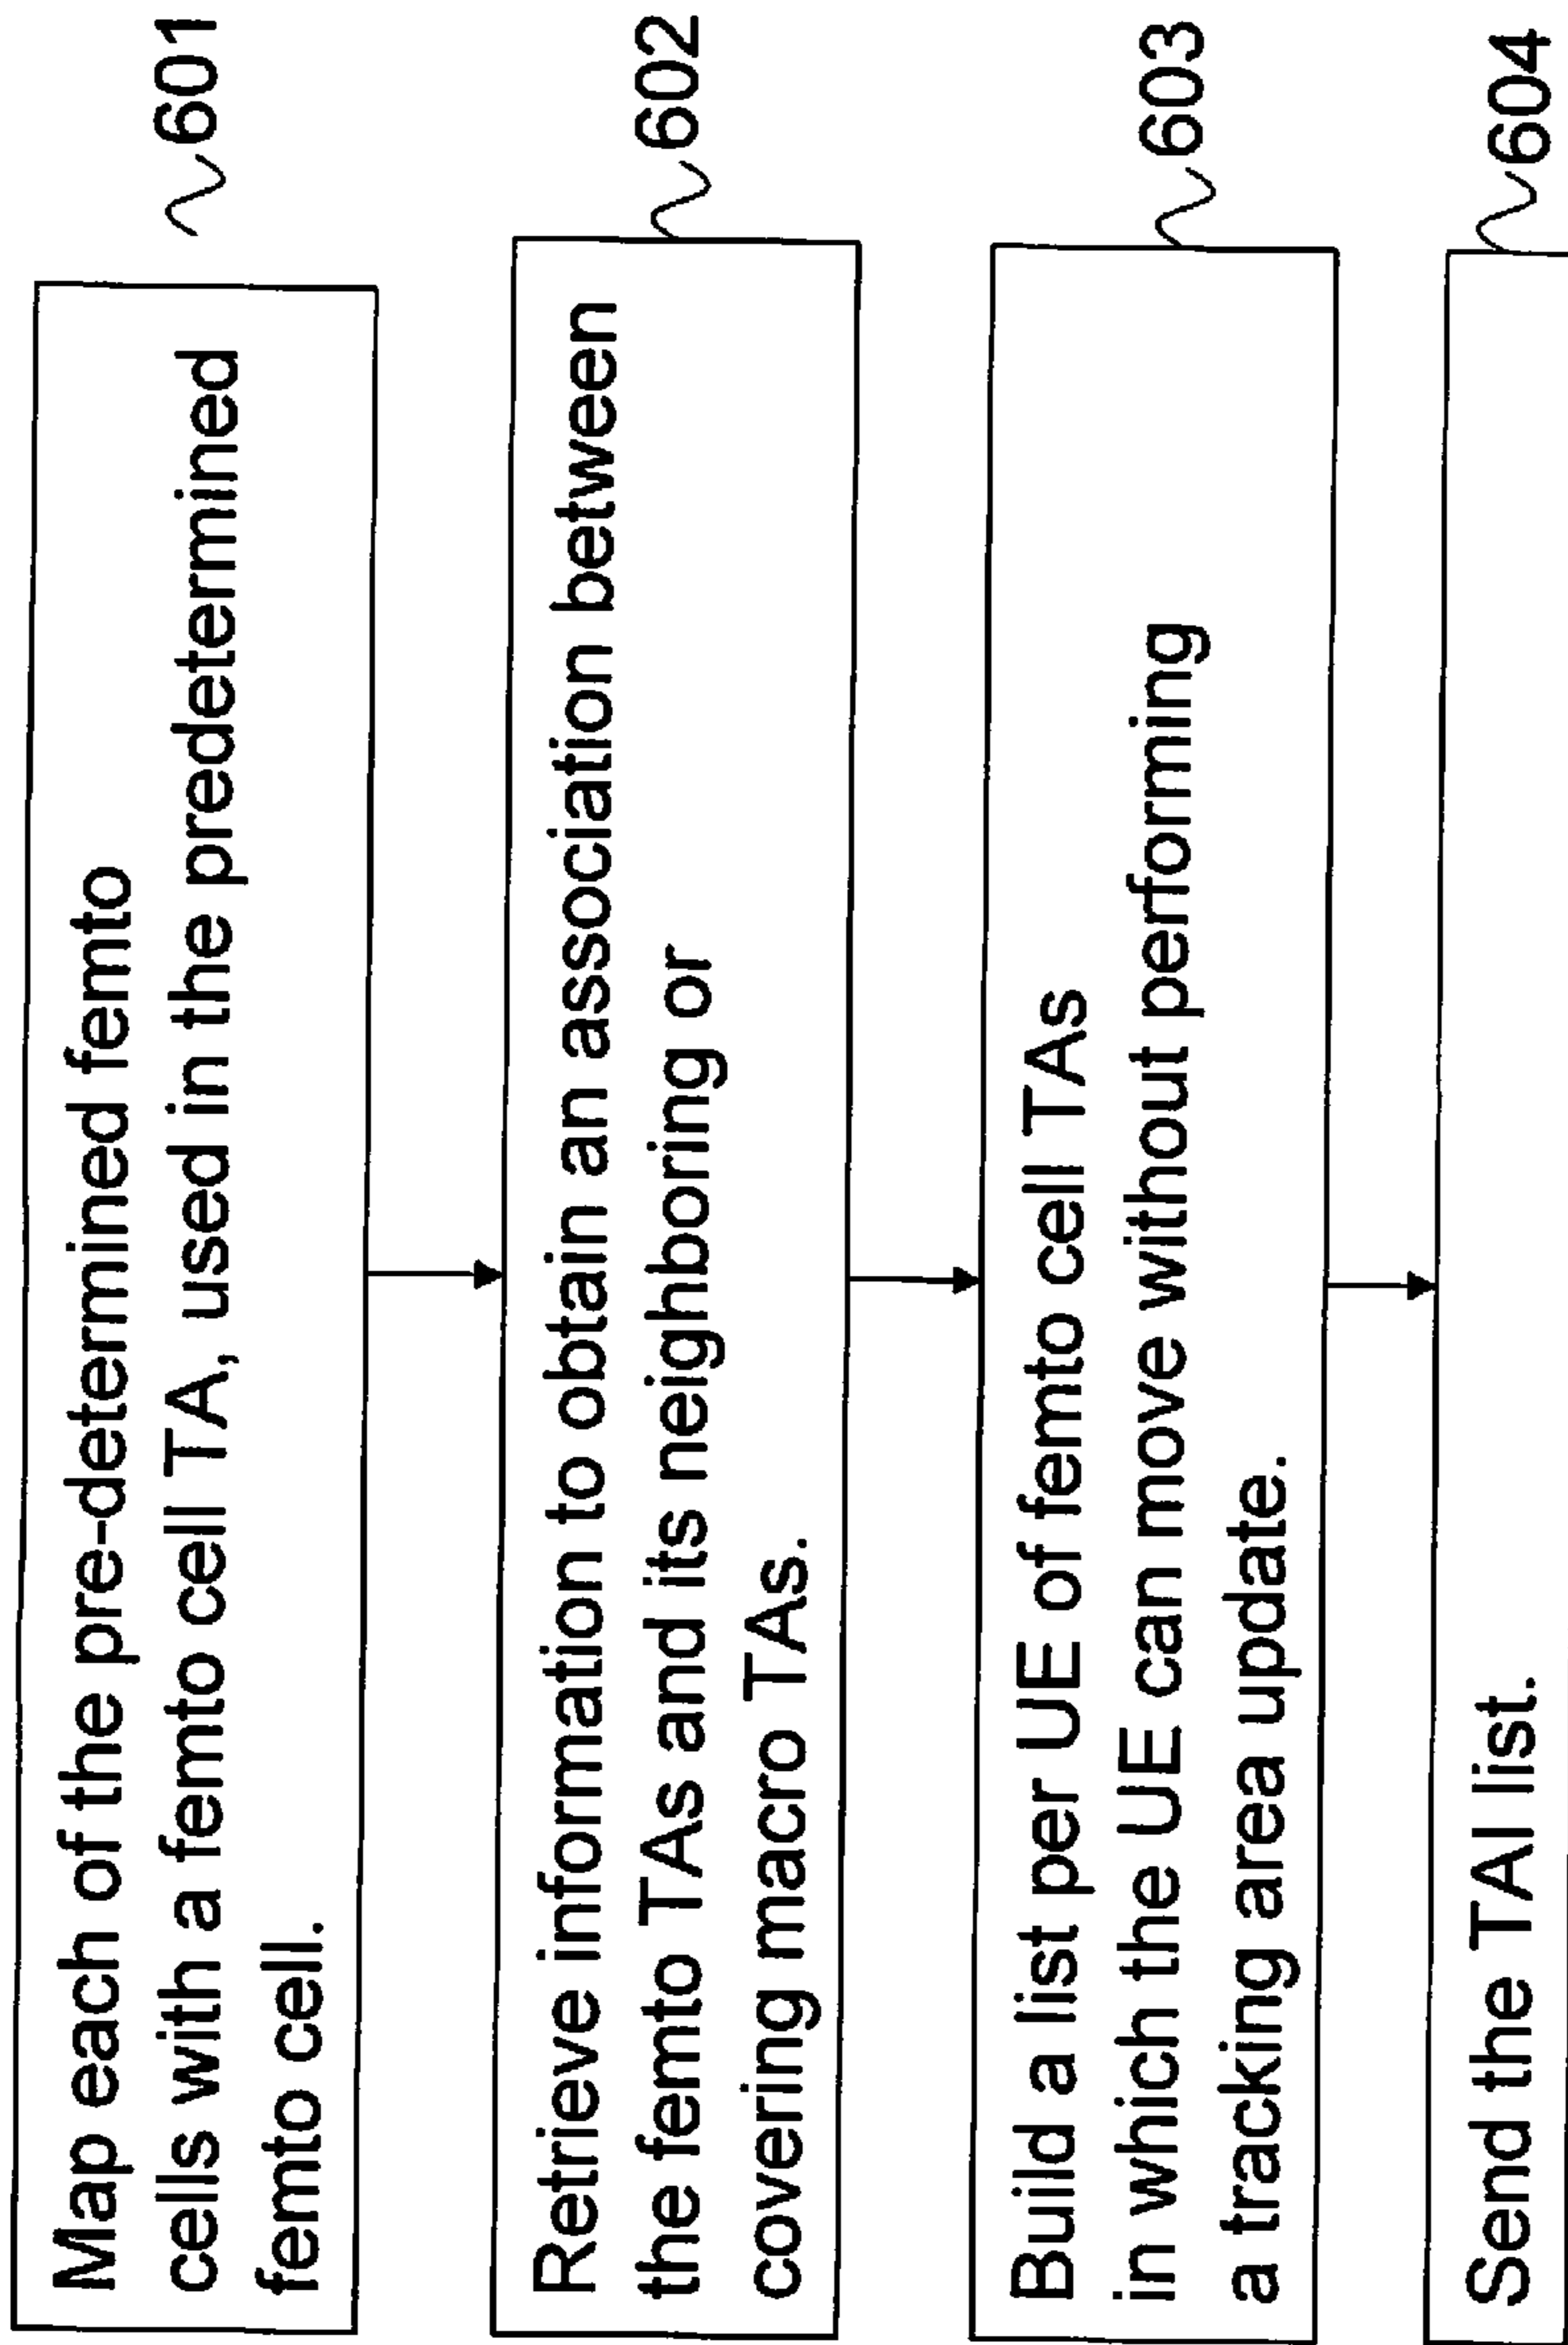 Map each of the pre-determined femto
cells with a femto cell TA, used in the predetermined
femto cell.
601
Retrieve information to obtain an association between
the femto TAs and its neighboring or
covering macro TAs.
602
Build a list per UE of femto cell TAs
in which the UE can move without performing
a tracking area update.
603
Send the TAI list.
604